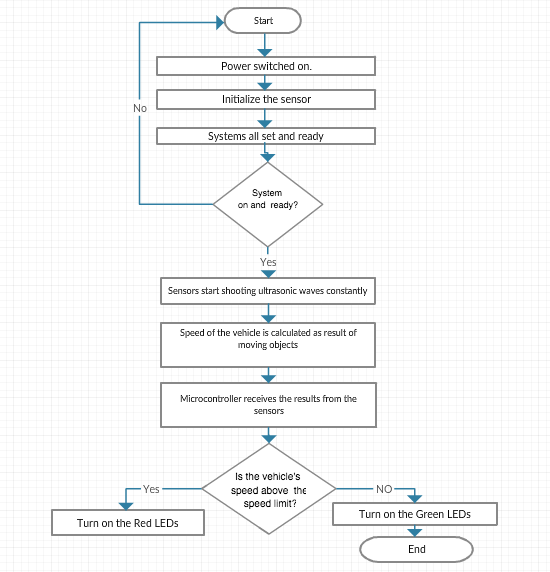 Start
Power switched on.
Initialize the sensor
No
Systems all set and ready
System
on and ready?
Yes
Sensors start shooting ultrasonic waves constantly
Speed of the vehicle is calculated as result of
moving objects
Microcontroller receives the results from the
sensors
Is the vehicle's
speed above the
speed limit?
Yes
NO
Turn on the Red LEDs
Turn on the Green LEDs
End